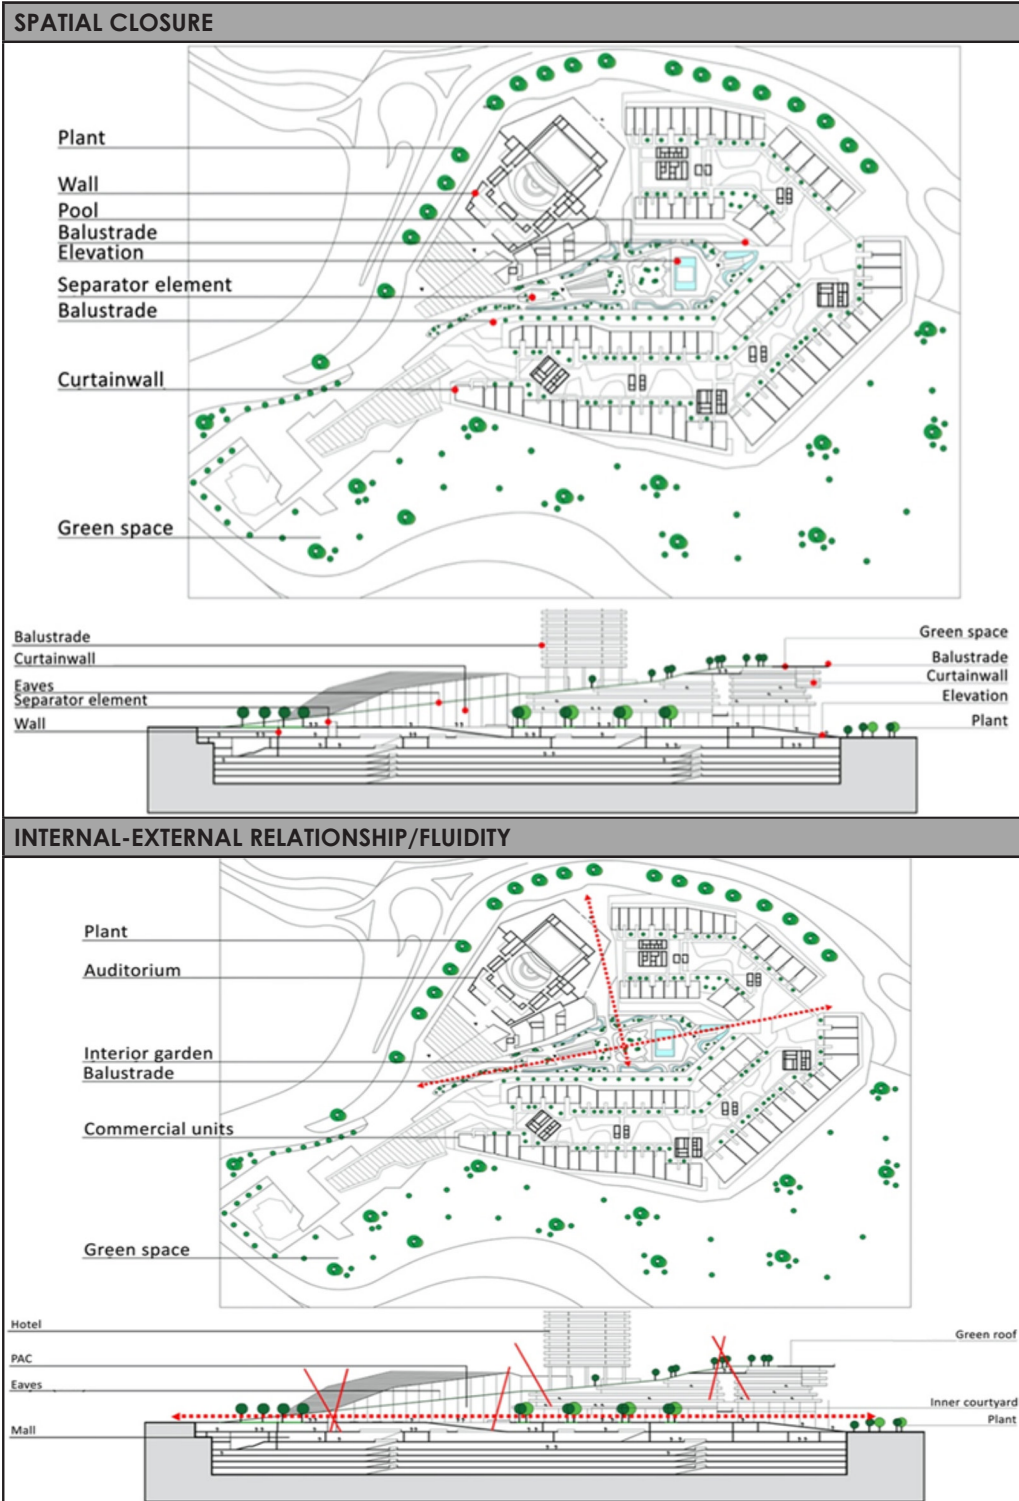 SPATIAL CLOSURE
Plant
Wall
Pool
Balustrade
Elevation
Separator element
Balustrade
Curtainwall
Green space
Balustrade
Curtainwall
Eaves
Separator element
Wall
Green space
Balustrade
Curtainwall
Elevation
Plant
INTERNAL-EXTERNAL RELATIONSHIP/FLUIDITY
Plant
Auditorium
Interior garden
Balustrade
Commercial units
Green space
Hotel
PAC
Eaves
Mall
Green roof
Inner courtyard
Plant